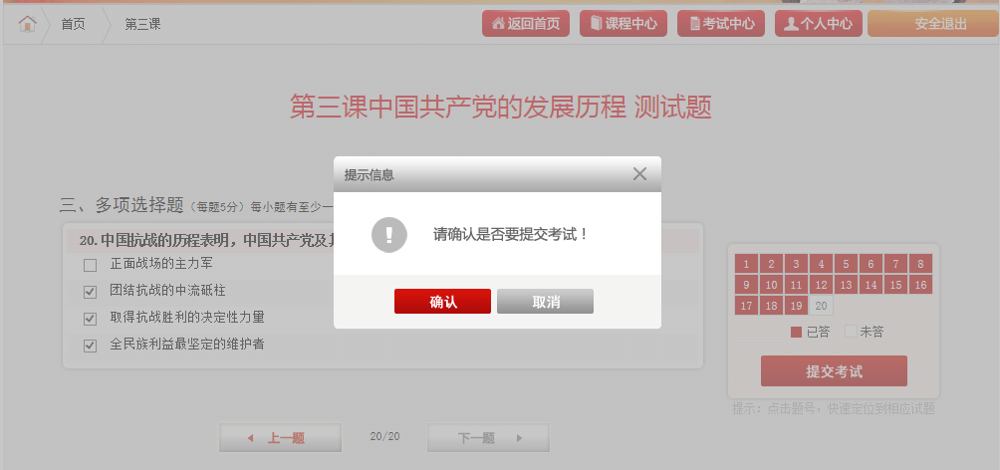 首页
第三课
返回首页
课程中心
考试中心
个人中心
安全退出
第三课中国共产党的发展历程 测试题
提示信息
请确认是否要提交考试！
确认
取消
三、多项选择题（每题5分）每小题有至少一
20. 中国抗战的历程表明，中国共产党及其
正面战场的主力军
团结抗战的中流砥柱
取得抗战胜利的决定性力量
全民族利益最坚定的维护者
1 2 3 4 5 6 7 8
9 10 11 12 13 14 15 16
17 18 19 20
已答 未答
提交考试
提示：点击题号，快速定位到相应试题
上一题
20/20
下一题